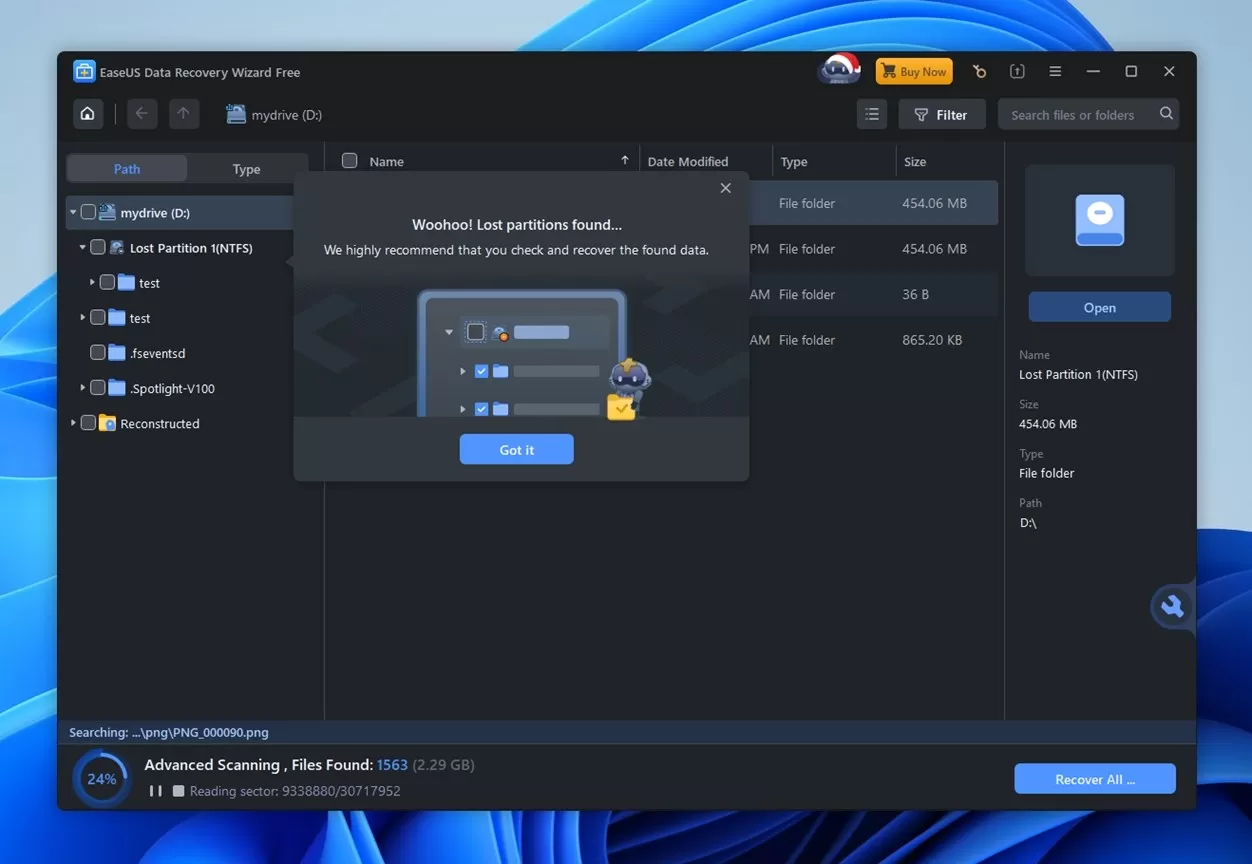 EaseUS Data Recovery Wizard Free
Buy Now
mydrive (D:)
Filter
Search files or folders
Path
Type
Name
Date Modified
Type
Size
mydrive (D:)
Lost Partition 1(NTFS)
test
test
.fseventsd
.Spotlight-V100
Reconstructed
File folder
454.06 MB
PM
File folder
454.06 MB
AM
File folder
36 B
AM
File folder
865.20 KB
Woohoo! Lost partitions found...
We highly recommend that you check and recover the found data.
Got it
Open
Name
Lost Partition 1(NTFS)
Size
454.06 MB
Type
File folder
Path
D:\
Searching: ...\png\PNG_000090.png
24%
Advanced Scanning , Files Found: 1563 (2.29 GB)
Reading sector: 9338880/30717952
Recover All ...